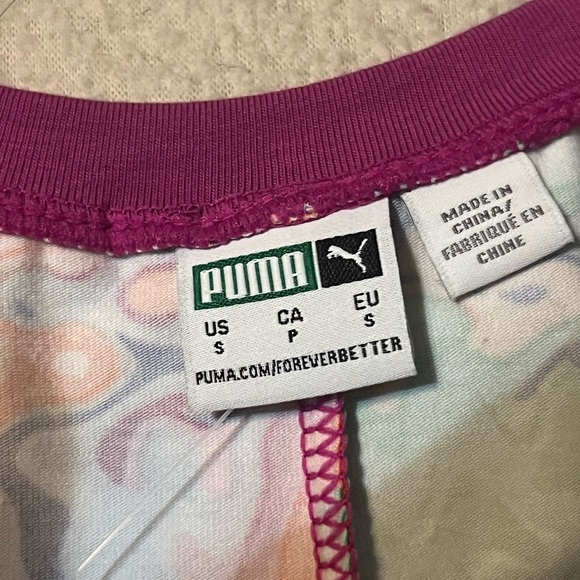 PUMA
US CA EU
S P S
PUMA.COM/FOREVERBETTER
MADE IN
CHINA/
FABRIQUÉ EN
CHINE